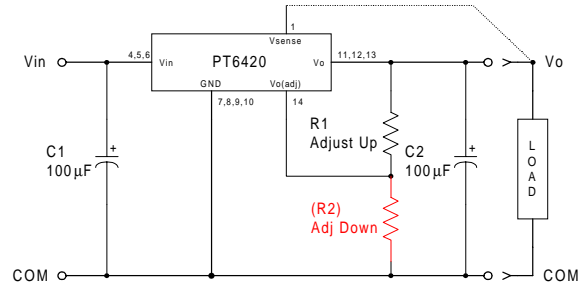 1
Vsense
Vin
4,5,6
Vin
PT6420
Vo
11,12,13
Vo
GND
Vo(adj)
7,8,9,10
14
R1
Adjust Up
C1
100μF
+
C2
100μF
+
LOAD
(R2)
Adj Down
COM
COM